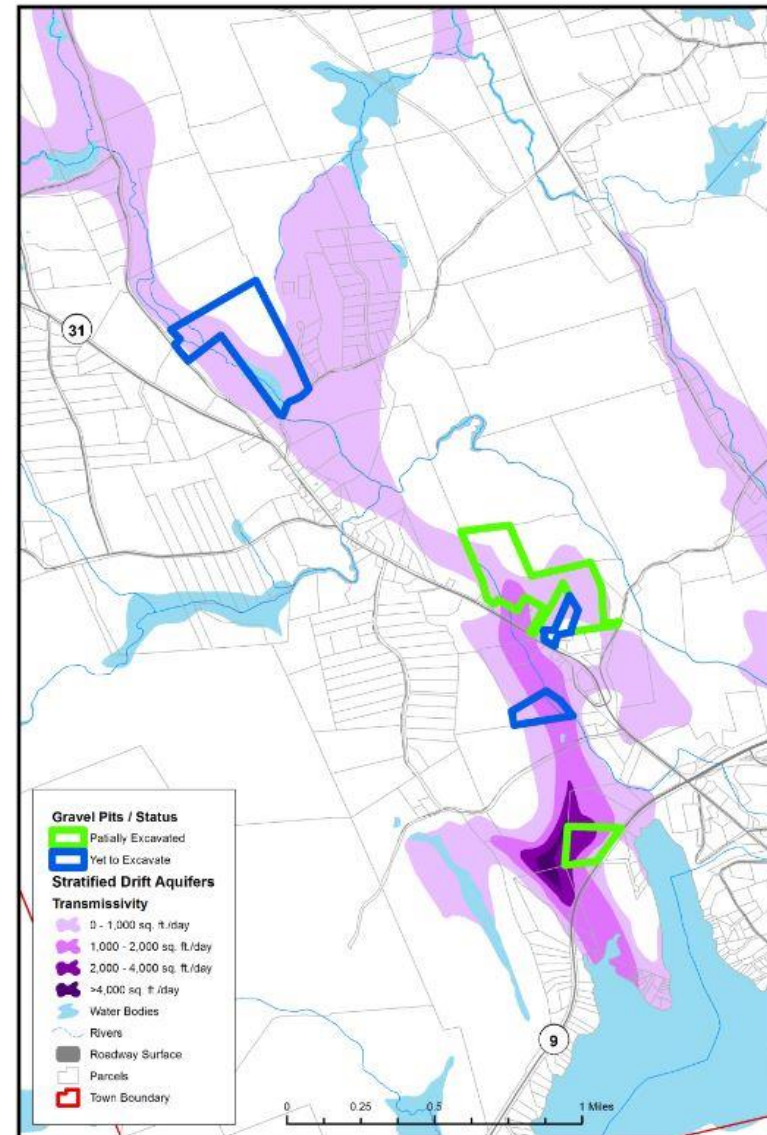 31
Gravel Pits / Status
Patially Excavated
Yet to Excavate
Stratified Drift Aquifers
Transmissivity
0 - 1,000 sq. ft./day
1,000 - 2,000 sq. ft./day
2,000 - 4,000 sq. ft./day
>4,000 sq. ft./day
Water Bodies
Rivers
Roadway Surface
Parcels
Town Boundary
9
0 0.25 0.5 1 Miles